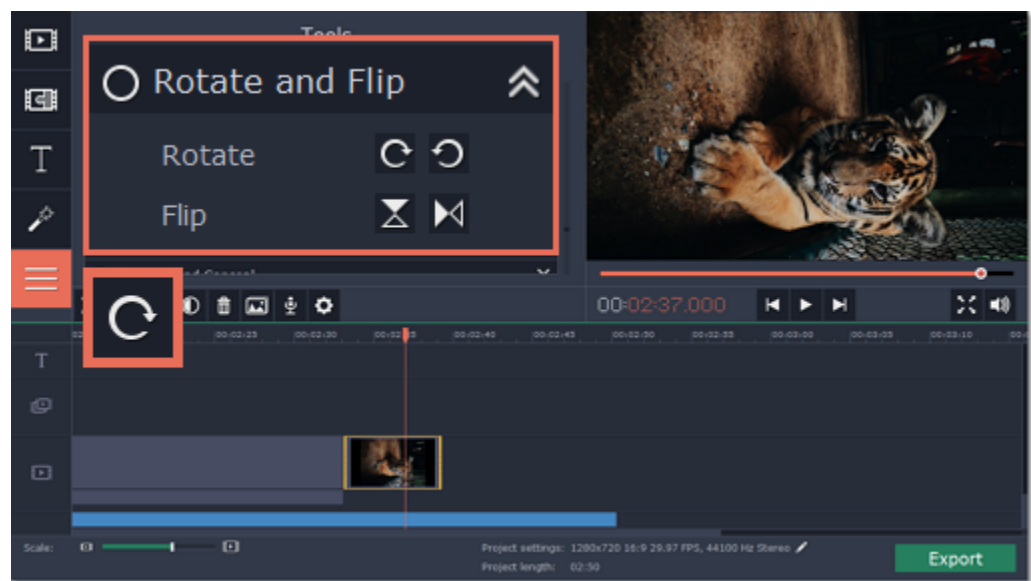 Tools
Rotate and Flip
Rotate
Flip
T
00:02:37.000
00:02:25 00:02:30 00:02:40 00:02:45 00:02:50 00:02:55 00:03:00 00:03:05 00:03:10
T
Scale:
Project settings: 1280x720 16:9 29.97 FPS, 44100 Hz Stereo
Project length: 02:50
Export